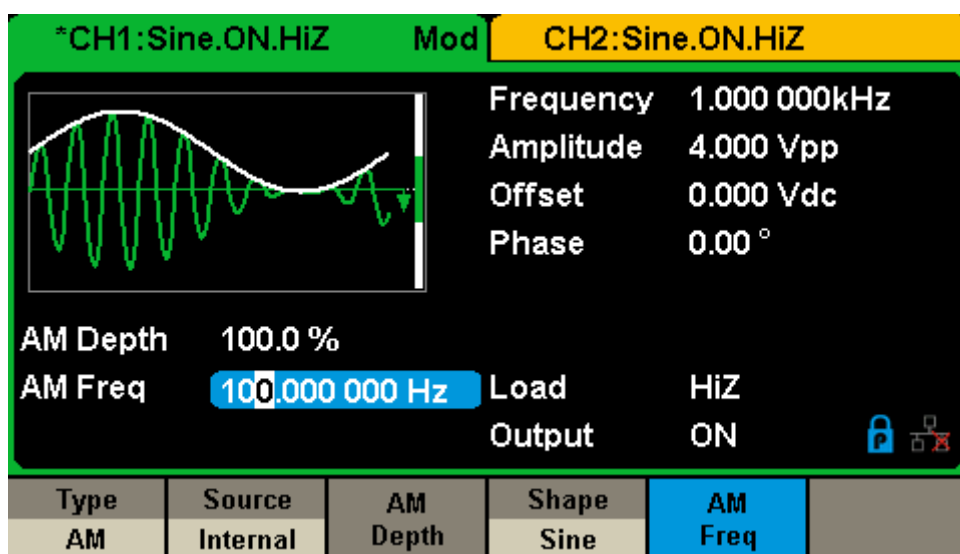 *CH1:Sine.ON.HiZ Mod CH2:Sine.ON.HiZ
Frequency 1.000 000kHz
Amplitude 4.000 Vpp
Offset 0.000 Vdc
Phase 0.00 °
AM Depth 100.0 %
AM Freq 100.000 000 Hz Load HiZ
Output ON P
Type Source AM Depth Shape AM Freq
AM Internal Sine